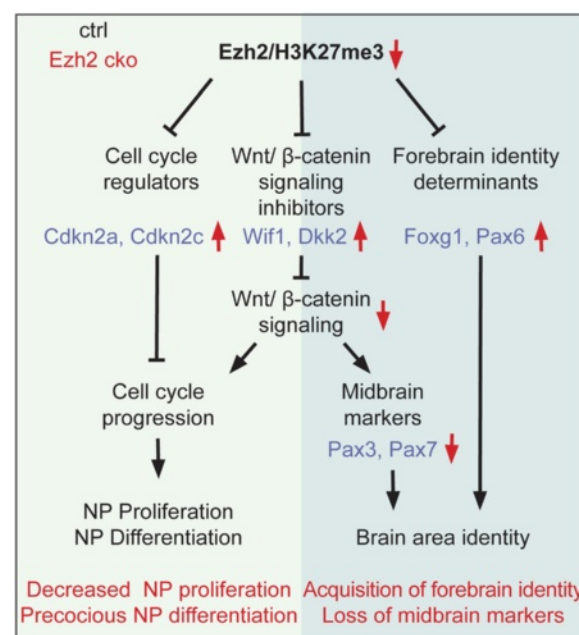 ctrl
Ezh2 cko
Ezh2/H3K27me3
Cell cycle
regulators
Cdkn2a, Cdkn2c
Wnt/ β-catenin
signaling
inhibitors
Wif1, Dkk2
Forebrain identity
determinants
Foxg1, Pax6
Wnt/ β-catenin
signaling
Cell cycle
progression
Midbrain
markers
Pax3, Pax7
NP Proliferation
NP Differentiation
Brain area identity
Decreased NP proliferation
Precocious NP differentiation
Acquisition of forebrain identity
Loss of midbrain markers